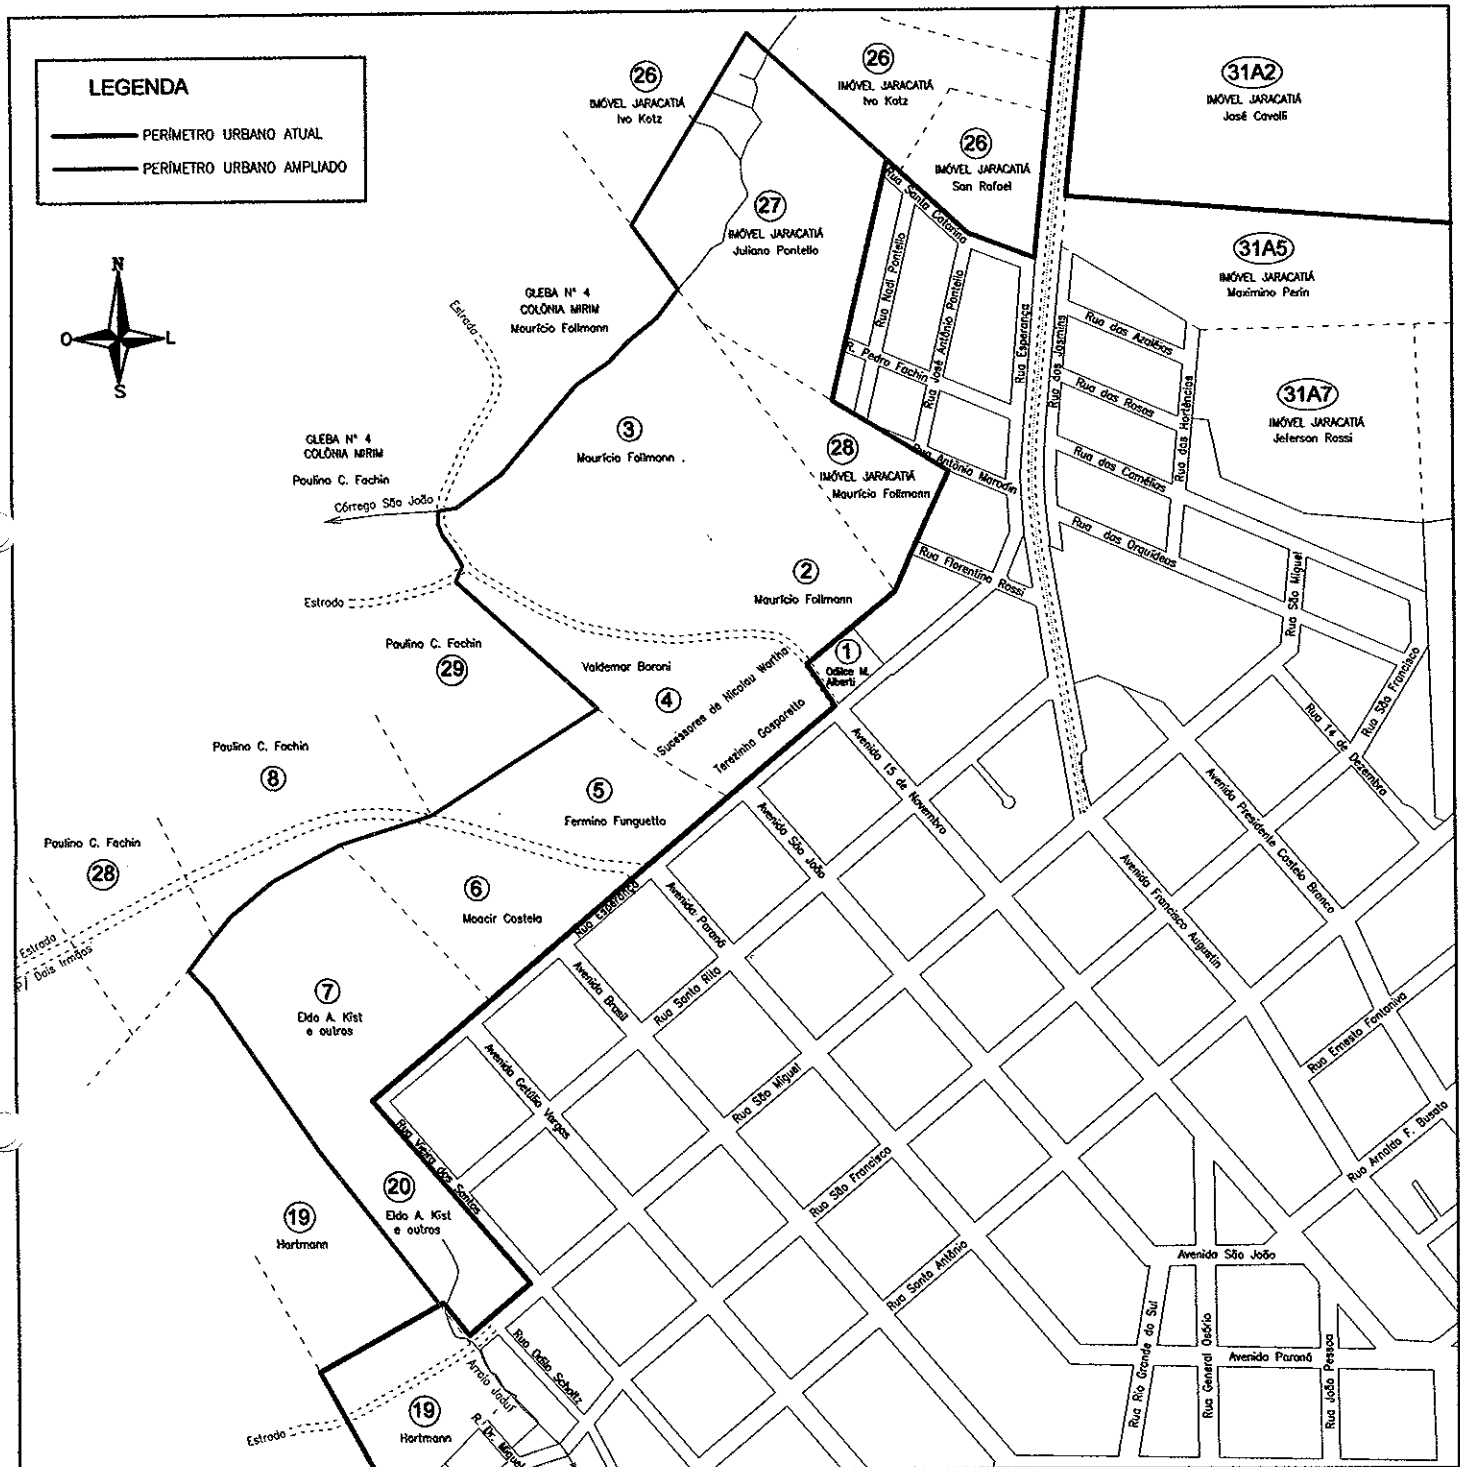 LEGENDA
PERÍMETRO URBANO ATUAL
PERÍMETRO URBANO AMPLIADO
N
O
L
S
26
IMÓVEL JARACATIÁ
Ivo Kotz
26
IMÓVEL JARACATIÁ
Ivo Kotz
26
IMÓVEL JARACATIÁ
San Rafael
31A2
IMÓVEL JARACATIÁ
José Cavalli
27
IMÓVEL JARACATIÁ
Juliano Pontello
31A5
IMÓVEL JARACATIÁ
Maximino Perin
31A7
IMÓVEL JARACATIÁ
Jeferson Rossi
GLEBA N° 4
COLÔNIA MIRIM
Maurício Follmann
Estrada
3
Maurício Follmann
28
IMÓVEL JARACATIÁ
Maurício Follmann
GLEBA N° 4
COLÔNIA MIRIM
Paulino C. Fachin
Córrego São João
2
Maurício Follmann
Estrada
Paulino C. Fachin
29
Valdemar Baroni
4
Sucessores de Nicolau Wartha
Terezinha Gasparetto
1
Odilce M.
Alberti
Paulino C. Fachin
8
5
Fermino Funguetto
Paulino C. Fachin
28
6
Moacir Costela
Estrada
P/ Dois Irmãos
7
Eldo A. Kist
e outros
20
Eldo A. Kist
e outros
19
Hartmann
19
Hartmann
Estrada
Arroio Jaduí
Rua Santa Catarina
Rua Nadi Pontello
Rua José Antônio Pontello
R. Pedro Fachin
Rua Esperança
Rua dos Jasmins
Rua das Azaléias
Rua das Rosas
Rua das Hortências
Rua das Camélias
Rua das Orquídeas
Rua Antônio Marodin
Rua Florentino Rossi
Rua São Miguel
Rua São Francisco
Rua 14 de Dezembro
Avenida 15 de Novembro
Avenida Presidente Castelo Branco
Avenida São João
Avenida Francisco Augustin
Rua Esperança
Avenida Paraná
Avenida Brasil
Rua Santa Rita
Avenida Getúlio Vargas
Rua São Miguel
Rua Vieira dos Santos
Rua São Francisco
Rua Ernesto Fontaniva
Rua Arnaldo F. Busato
Rua Santo Antônio
Avenida São João
Rua Rio Grande do Sul
Rua General Osório
Avenida Paraná
Rua João Pessoa
Rua Odilo Scholtz
R. Dr. Miguel